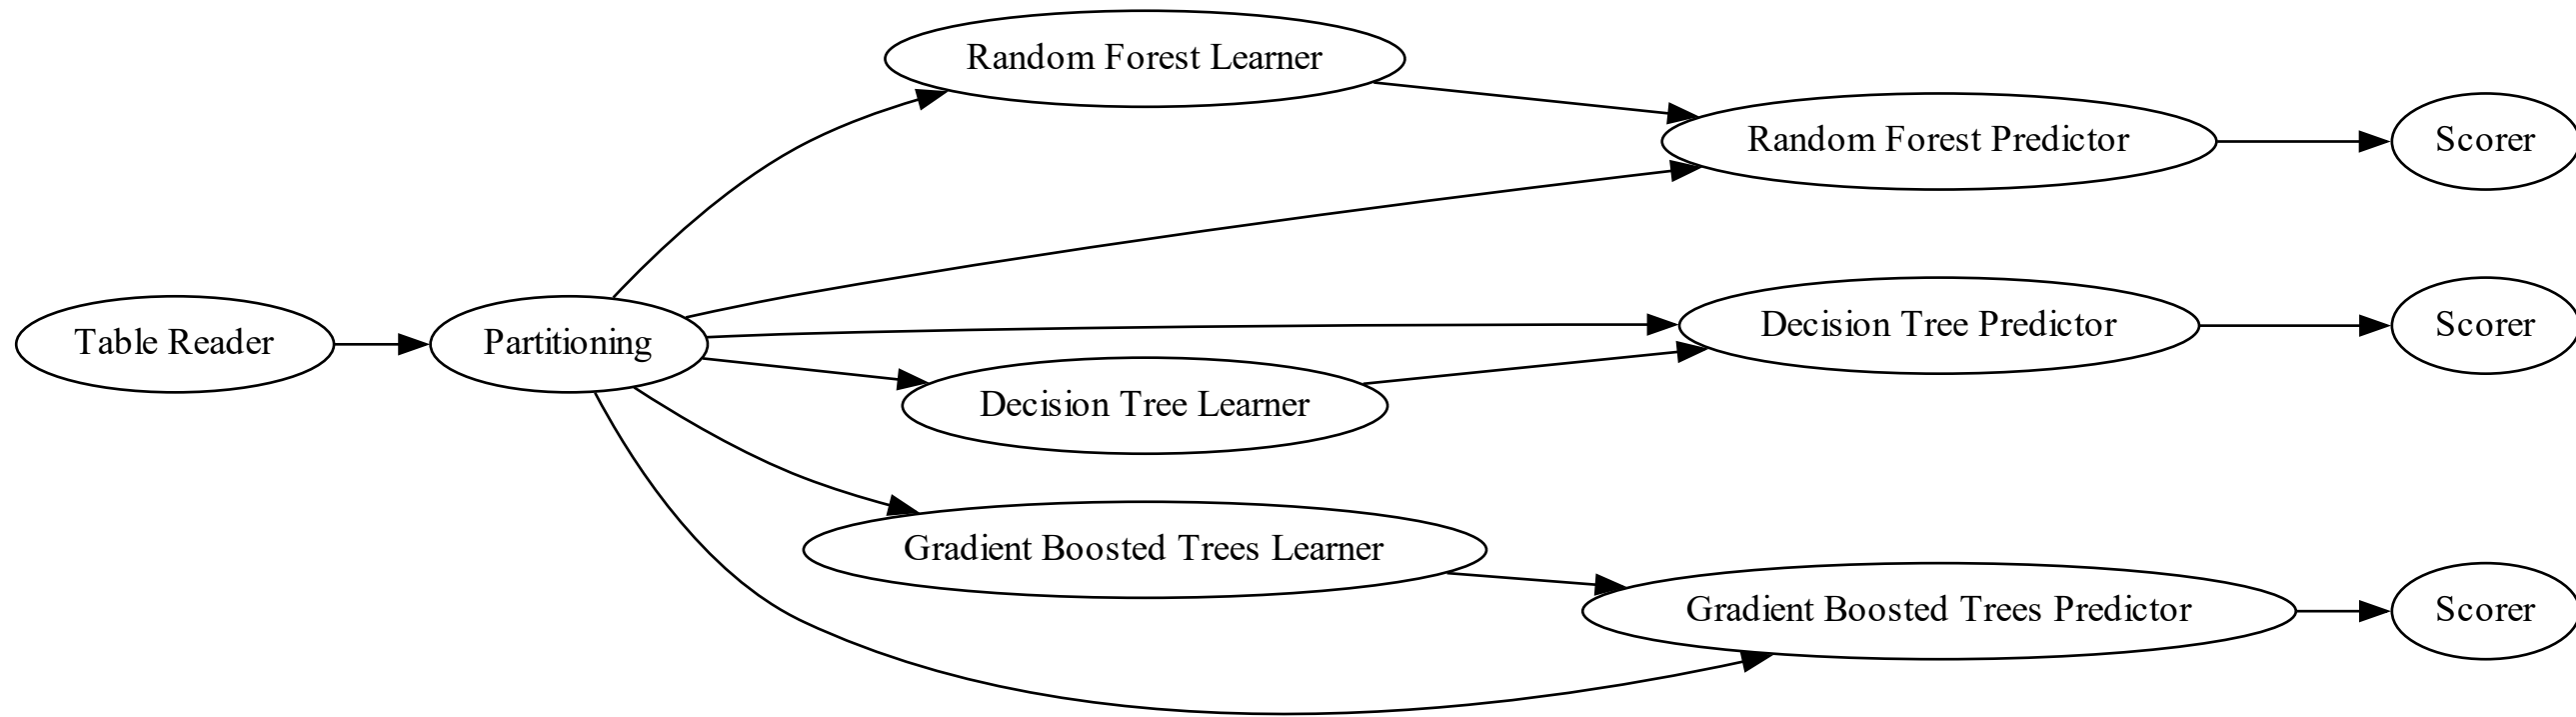 Random Forest Learner
Random Forest Predictor
Scorer
Table Reader
Partitioning
Decision Tree Predictor
Scorer
Decision Tree Learner
Gradient Boosted Trees Learner
Gradient Boosted Trees Predictor
Scorer